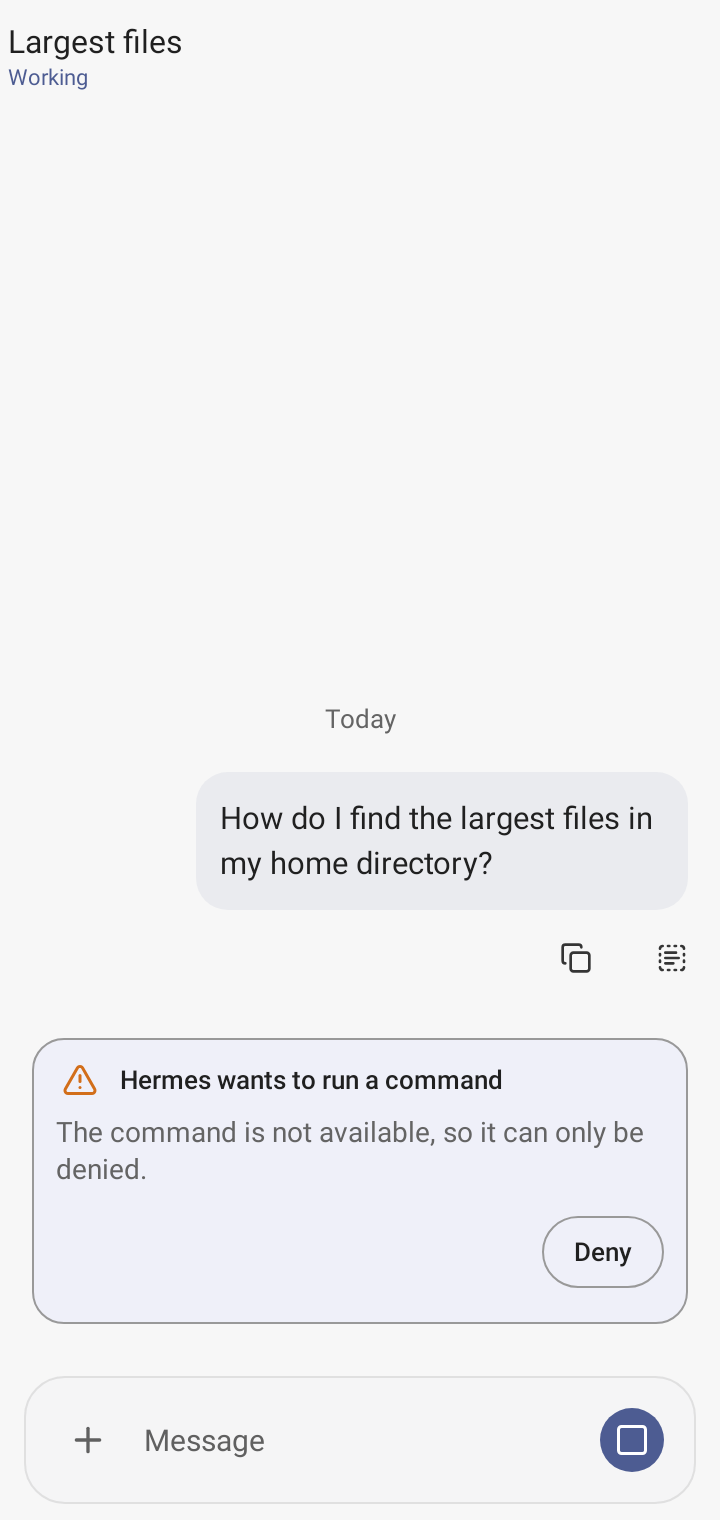 Largest files
Working
Today
How do I find the largest files in
my home directory?
Hermes wants to run a command
The command is not available, so it can only be
denied.
Deny
Message